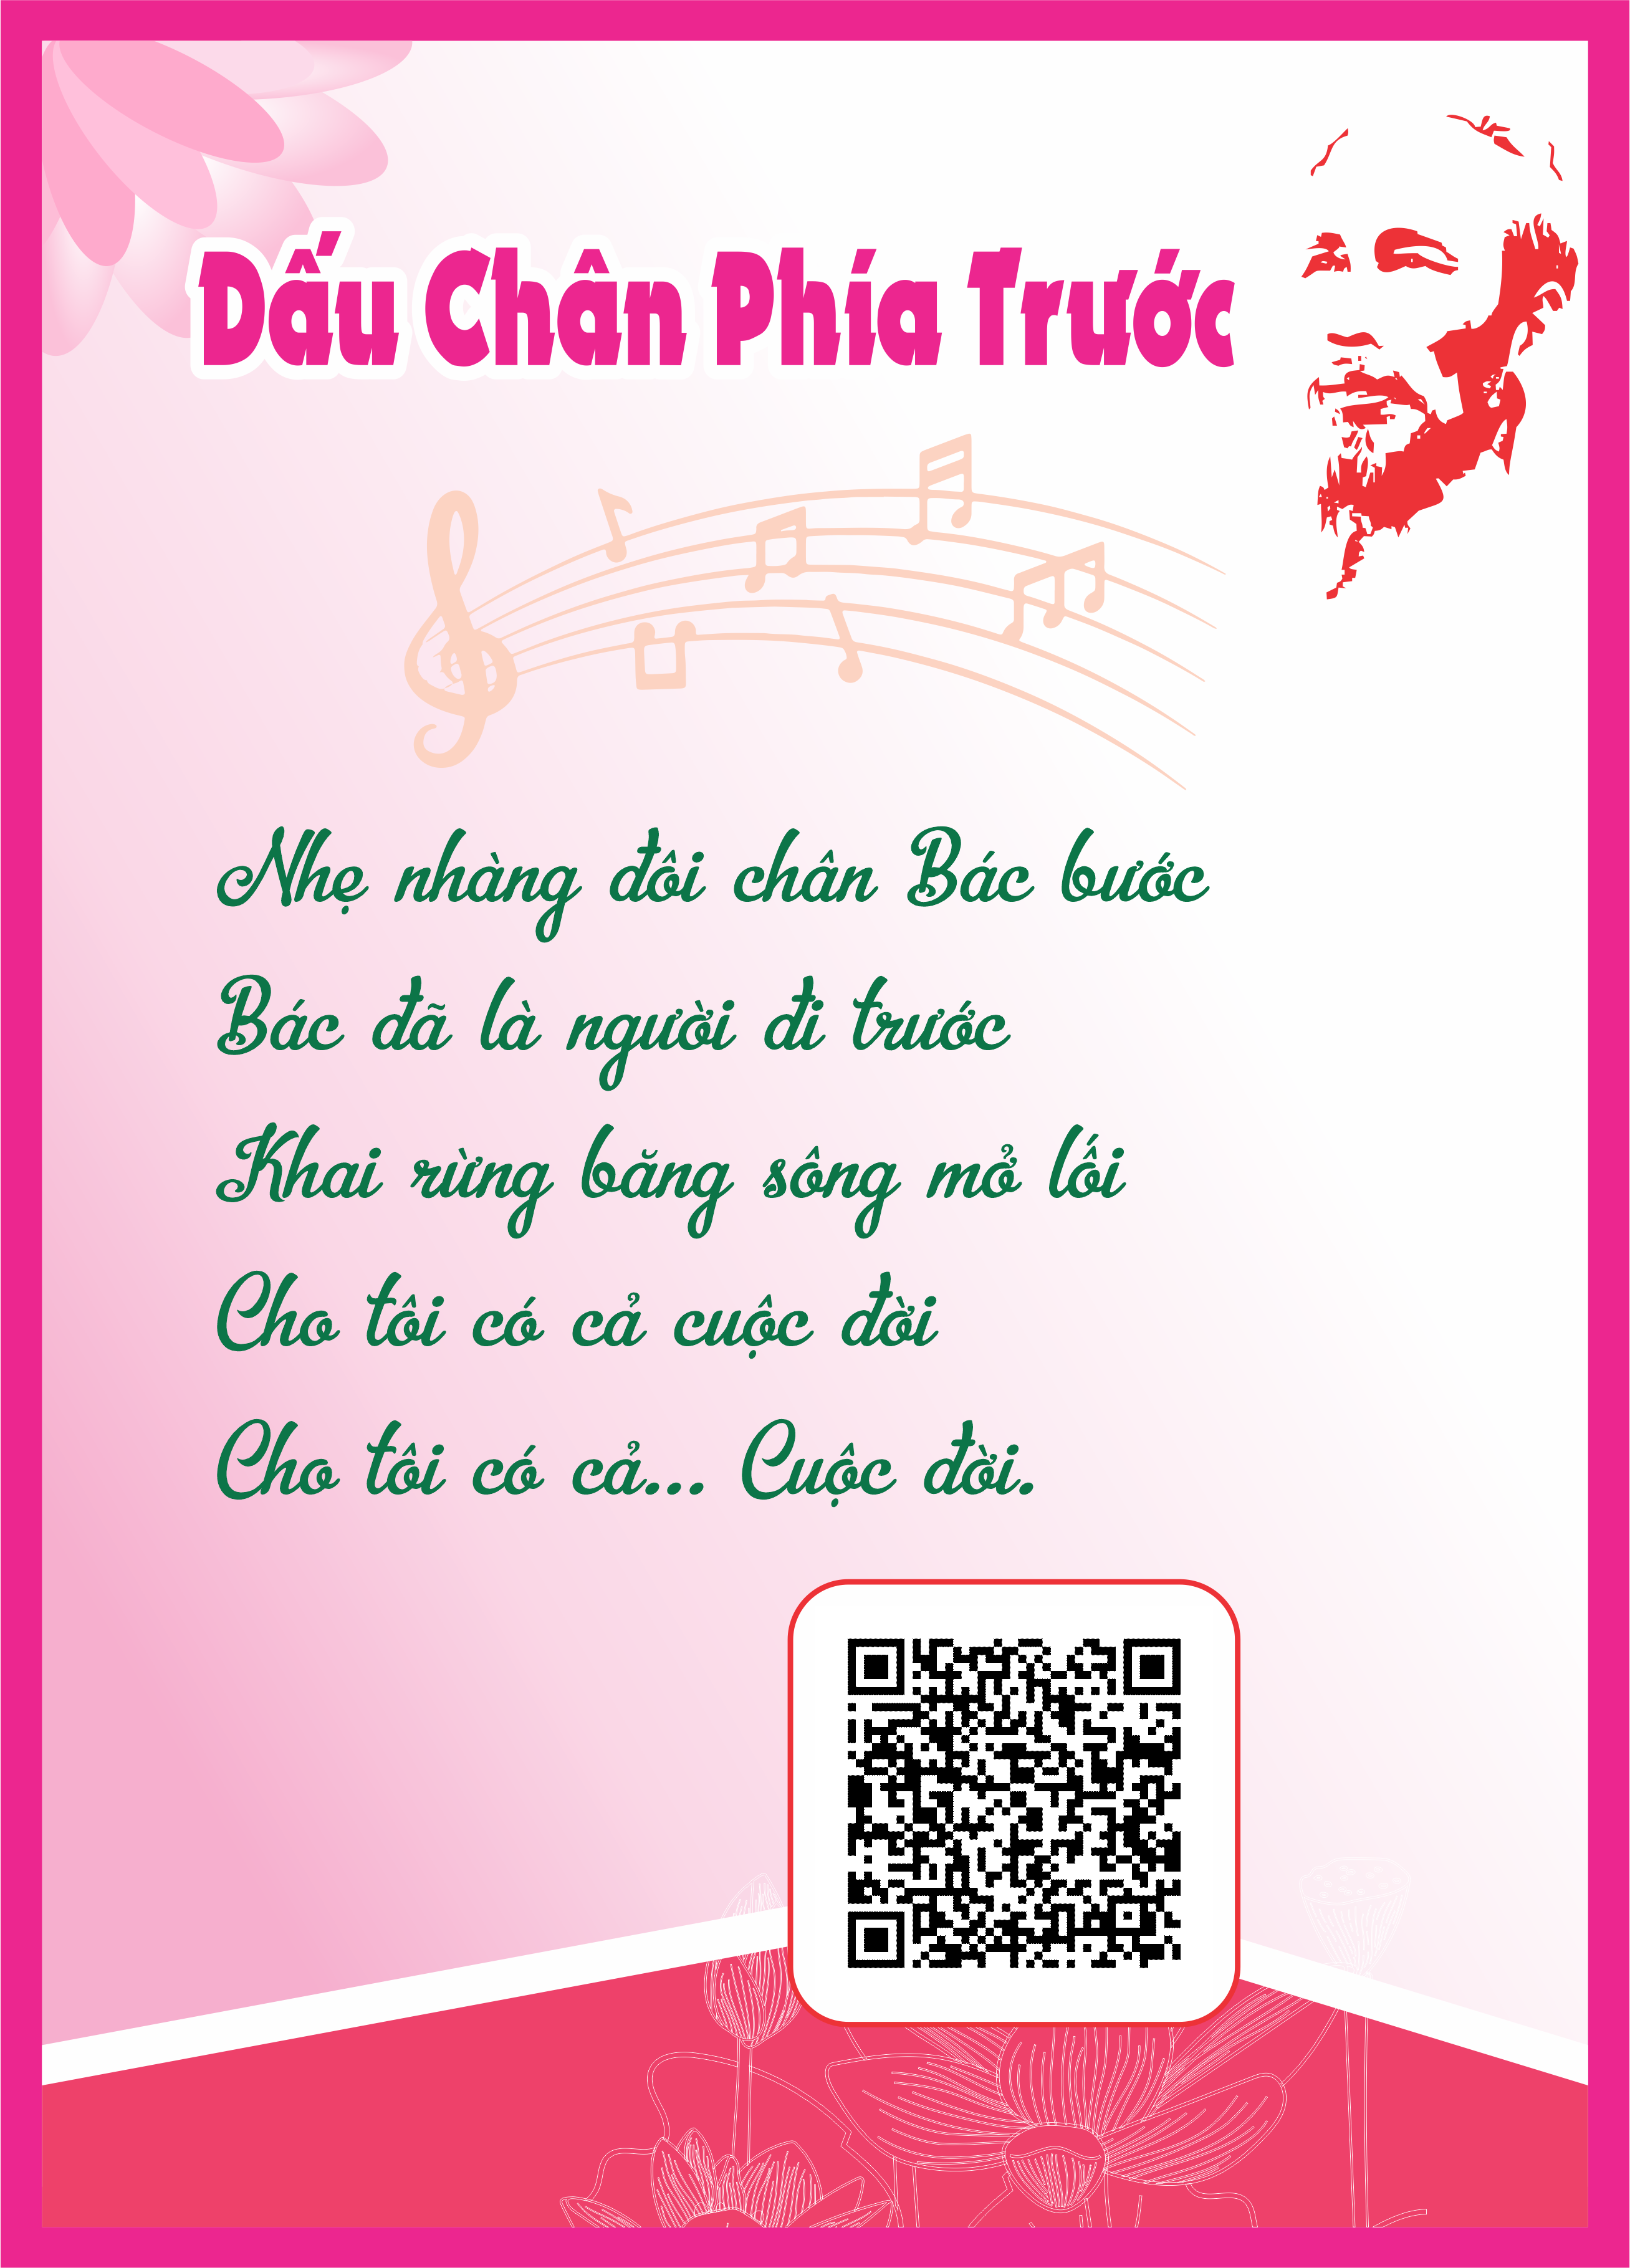 Dấu Chân Phía Trước
Nhẹ nhàng đôi chân Bác bước
Bác đã là người đi trước
Khai rừng băng sông mở lối
Cho tôi có cả cuộc đời
Cho tôi có cả... Cuộc đời.